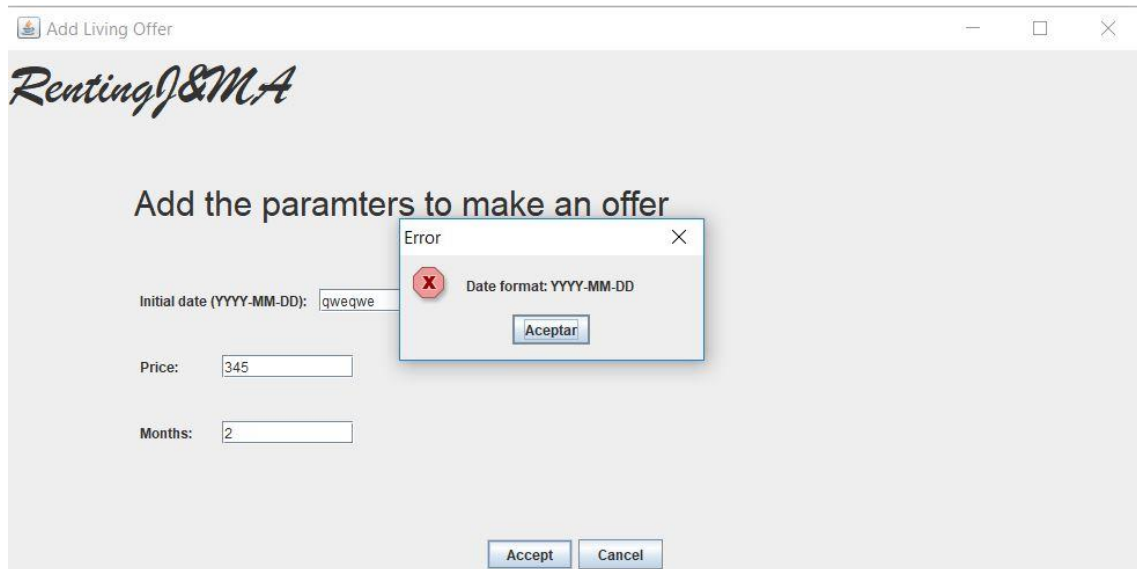 Add Living Offer
RentingJ&MA
Add the paramters to make an offer
Error
Date format: YYYY-MM-DD
Aceptar
Initial date (YYYY-MM-DD): qweqwe
Price: 345
Months: 2
Accept Cancel